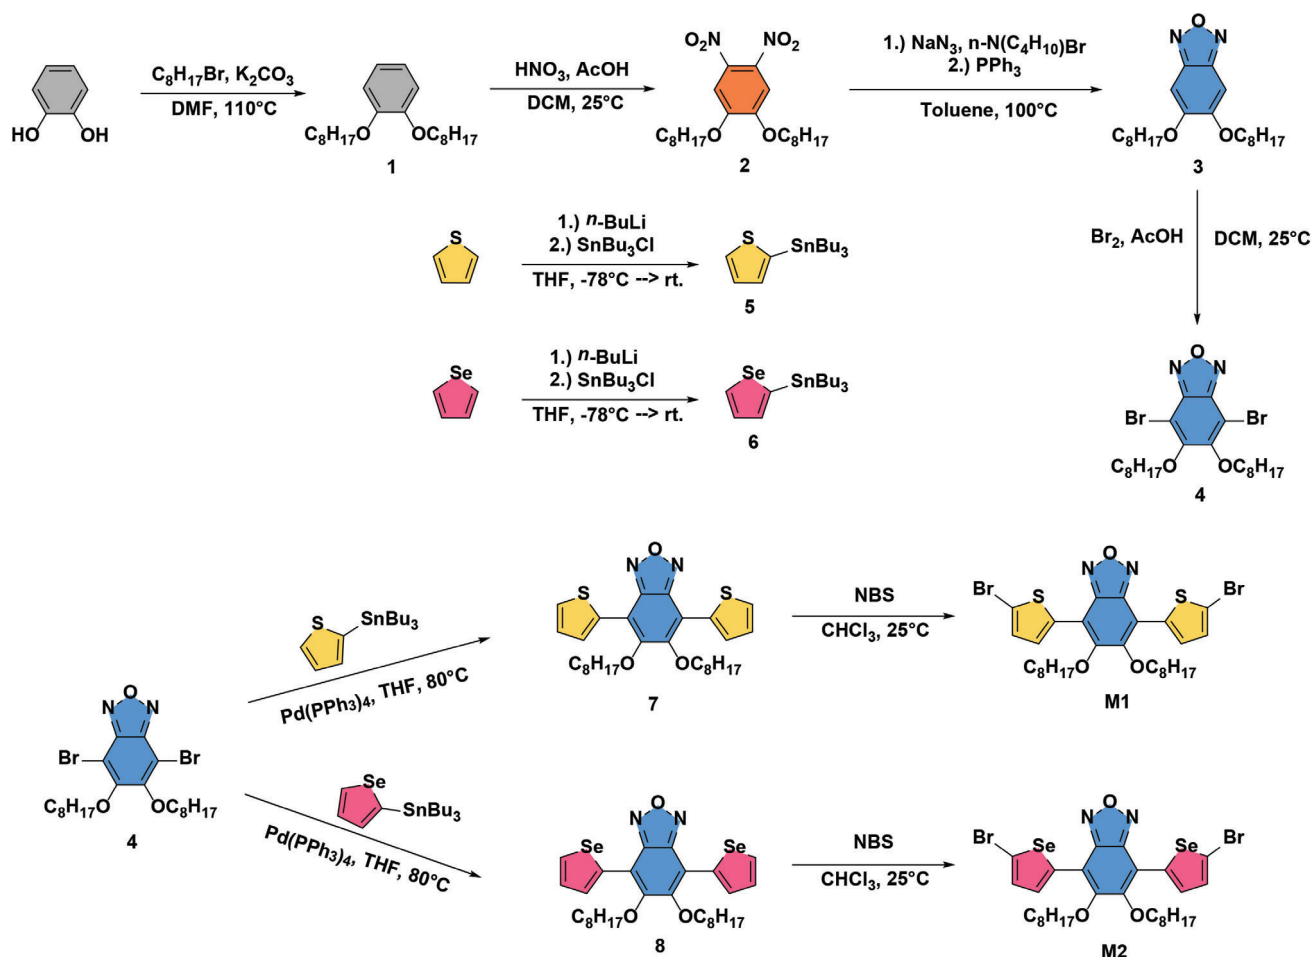 HO
OH
C8H17Br, K2CO3
DMF, 110°C
C8H17O
OC8H17
1
HNO3, AcOH
DCM, 25°C
O2N
NO2
C8H17O
OC8H17
2
1.) NaN3, n-N(C4H10)Br
2.) PPh3
Toluene, 100°C
O
N
N
C8H17O
OC8H17
3
Br2, AcOH
DCM, 25°C
S
1.) n-BuLi
2.) SnBu3Cl
THF, -78°C --> rt.
S
SnBu3
5
Se
1.) n-BuLi
2.) SnBu3Cl
THF, -78°C --> rt.
Se
SnBu3
6
O
N
N
Br
Br
C8H17O
OC8H17
4
O
N
N
Br
Br
C8H17O
OC8H17
4
S
SnBu3
Pd(PPh3)4, THF, 80°C
O
N
N
S
S
C8H17O
OC8H17
7
NBS
CHCl3, 25°C
O
N
N
Br
S
S
Br
C8H17O
OC8H17
M1
Se
SnBu3
Pd(PPh3)4, THF, 80°C
O
N
N
Se
Se
C8H17O
OC8H17
8
NBS
CHCl3, 25°C
O
N
N
Br
Se
Se
Br
C8H17O
OC8H17
M2